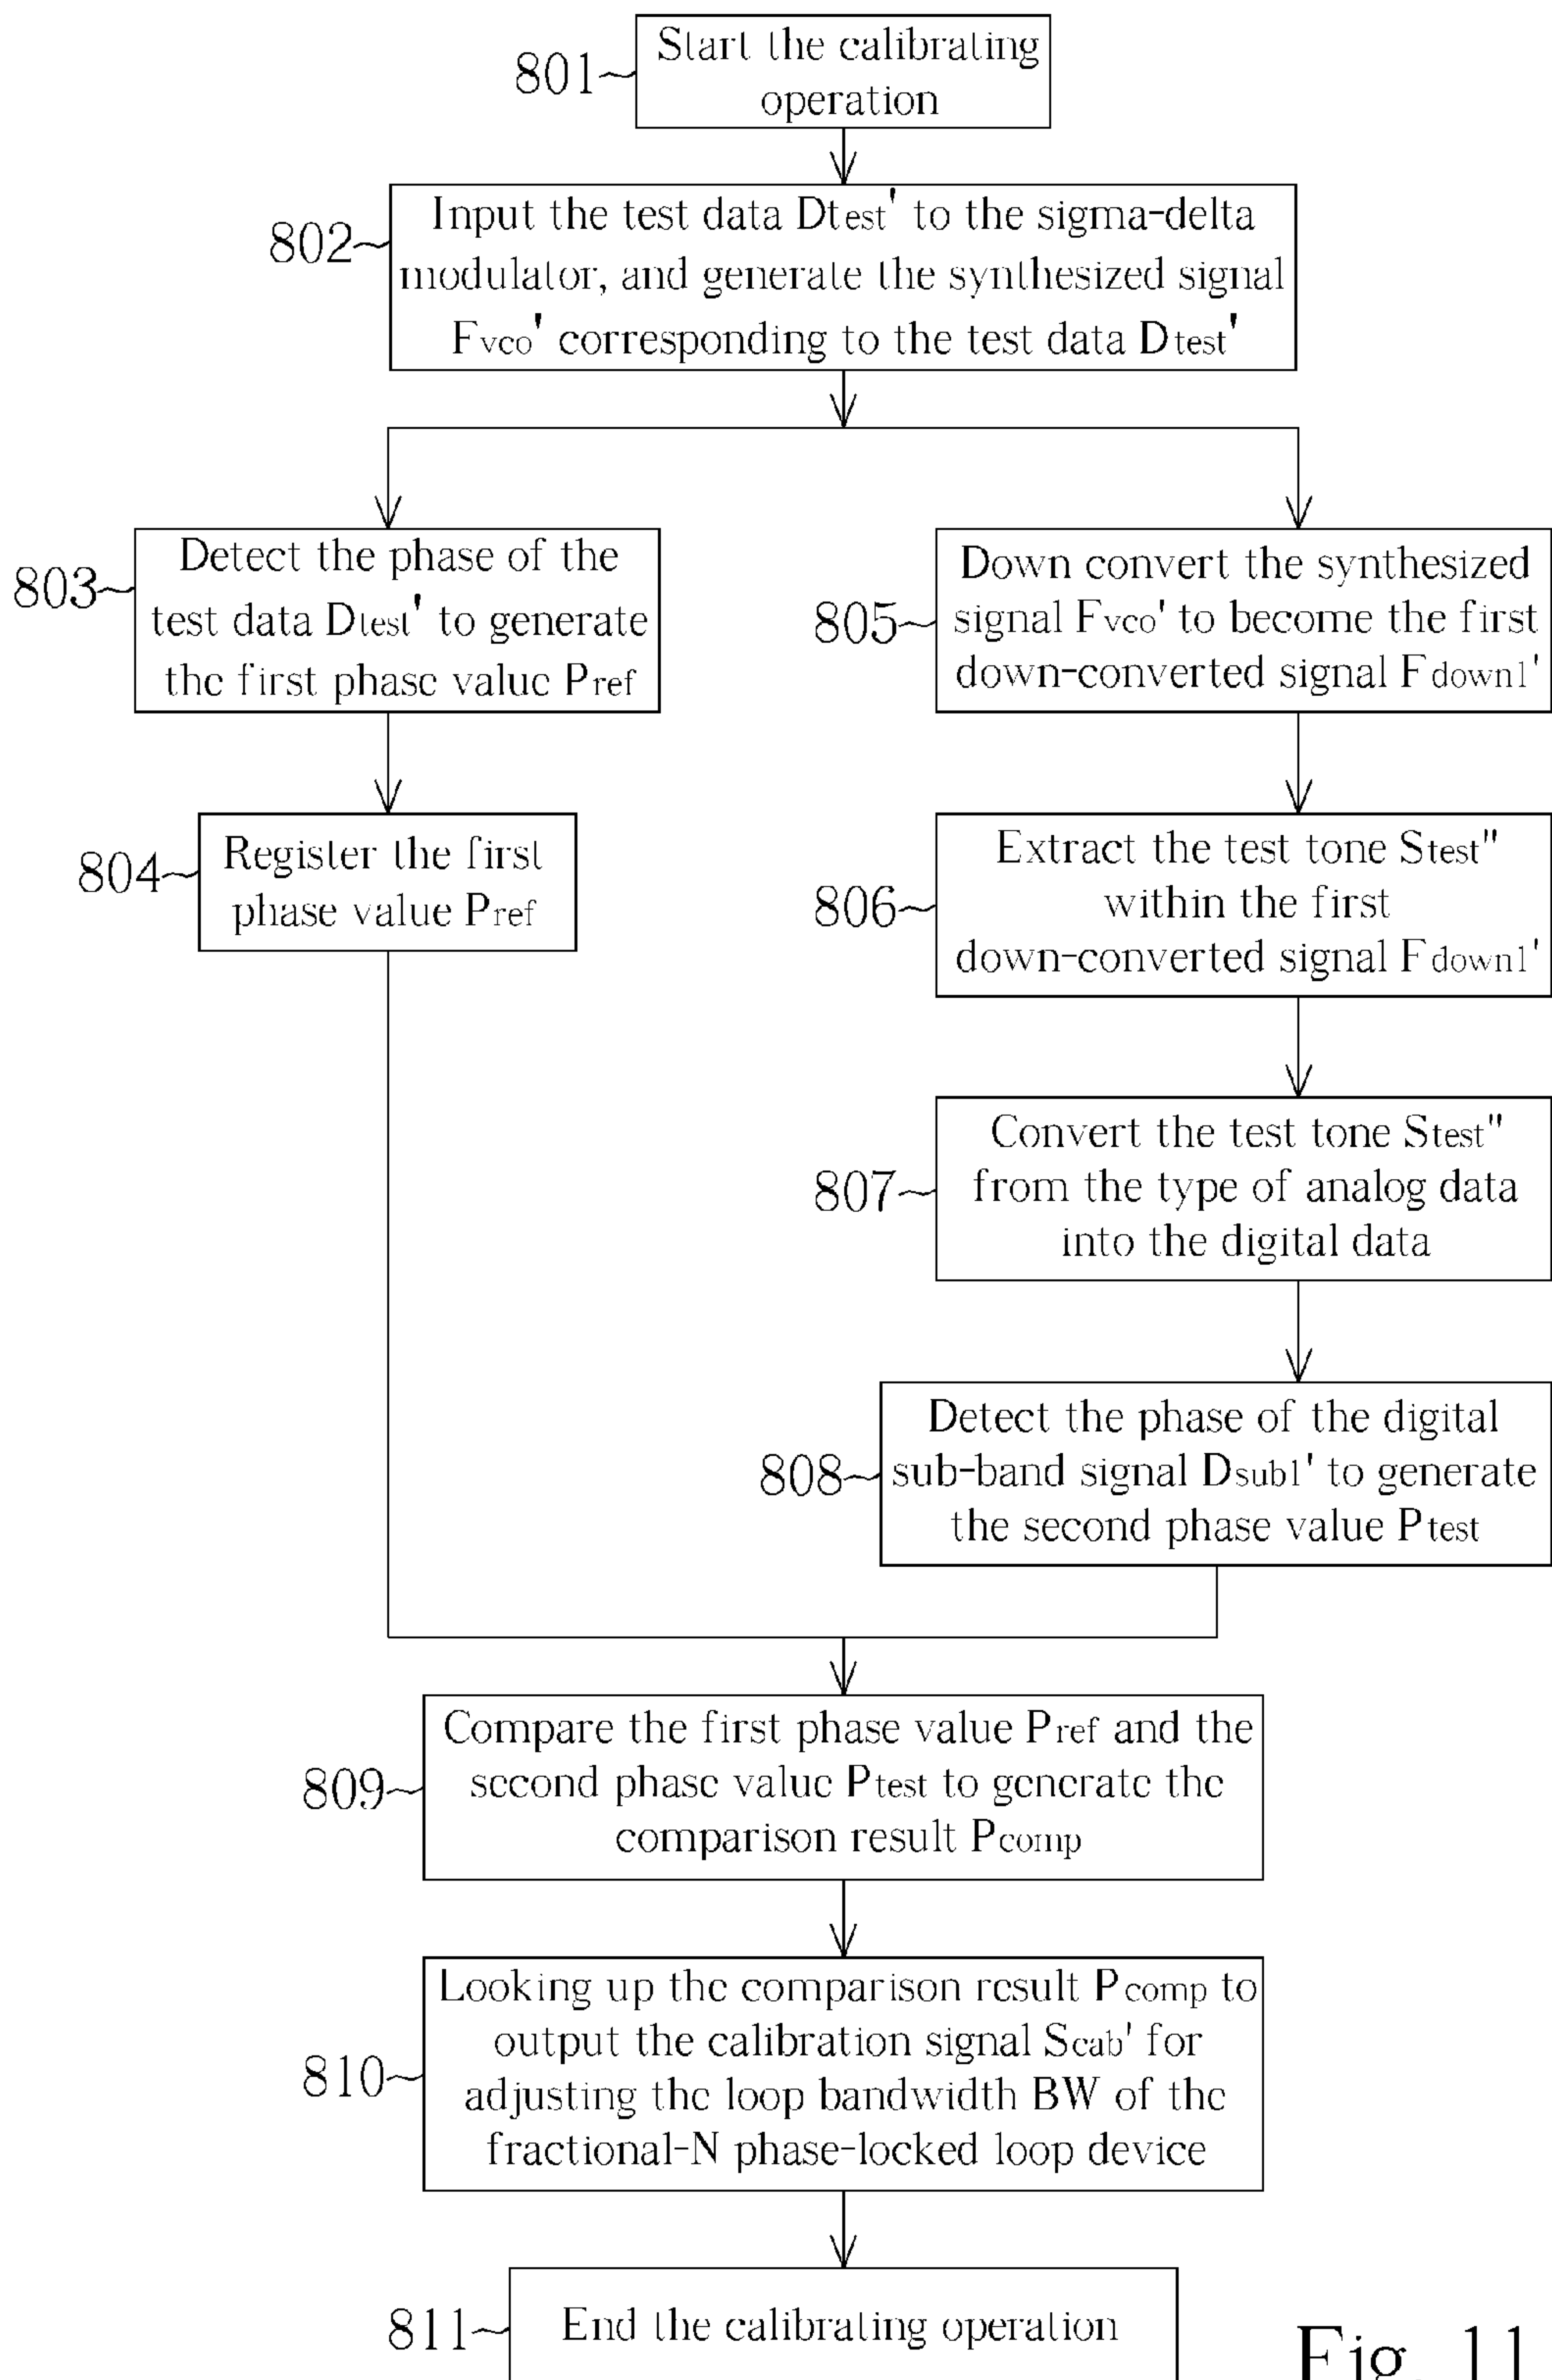 801
Start the calibrating
operation
802
Input the test data Dtest' to the sigma-delta
modulator, and generate the synthesized signal
Fvco' corresponding to the test data Dtest'
803
Detect the phase of the
test data Dtest' to generate
the first phase value Pref
804
Register the first
phase value Pref
805
Down convert the synthesized
signal Fvco' to become the first
down-converted signal Fdown1'
806
Extract the test tone Stest"
within the first
down-converted signal Fdown1'
807
Convert the test tone Stest"
from the type of analog data
into the digital data
808
Detect the phase of the digital
sub-band signal Dsub1' to generate
the second phase value Ptest
809
Compare the first phase value Pref and the
second phase value Ptest to generate the
comparison result Pcomp
810
Looking up the comparison result Pcomp to
output the calibration signal Scab' for
adjusting the loop bandwidth BW of the
fractional-N phase-locked loop device
811
End the calibrating operation
Fig. 11